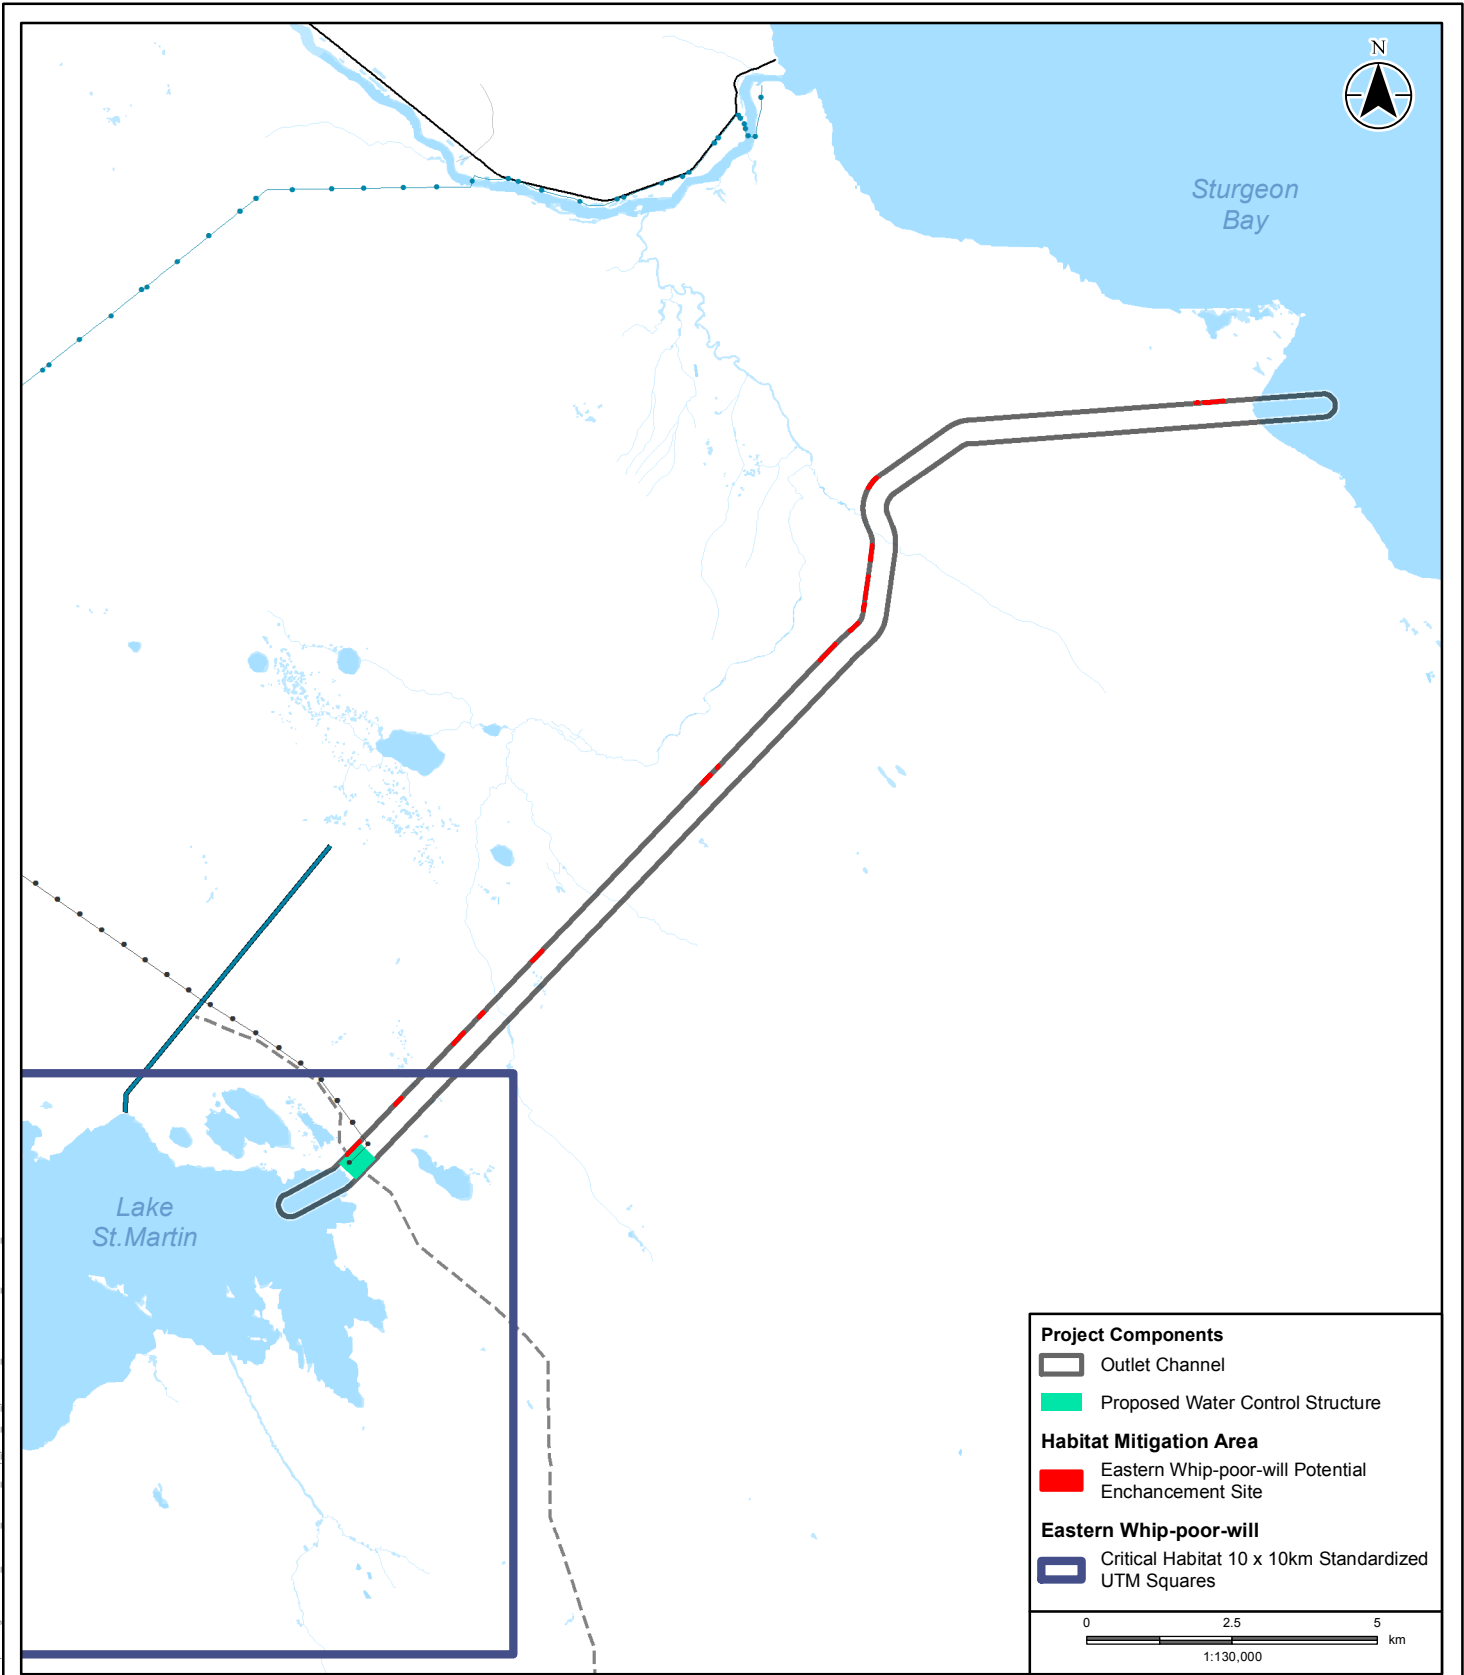 N
Sturgeon
Bay
Lake
St.Martin
Project Components
Outlet Channel
Proposed Water Control Structure
Habitat Mitigation Area
Eastern Whip-poor-will Potential
Enchancement Site
Eastern Whip-poor-will
Critical Habitat 10 x 10km Standardized
UTM Squares
0 2.5 5
km
1:130,000